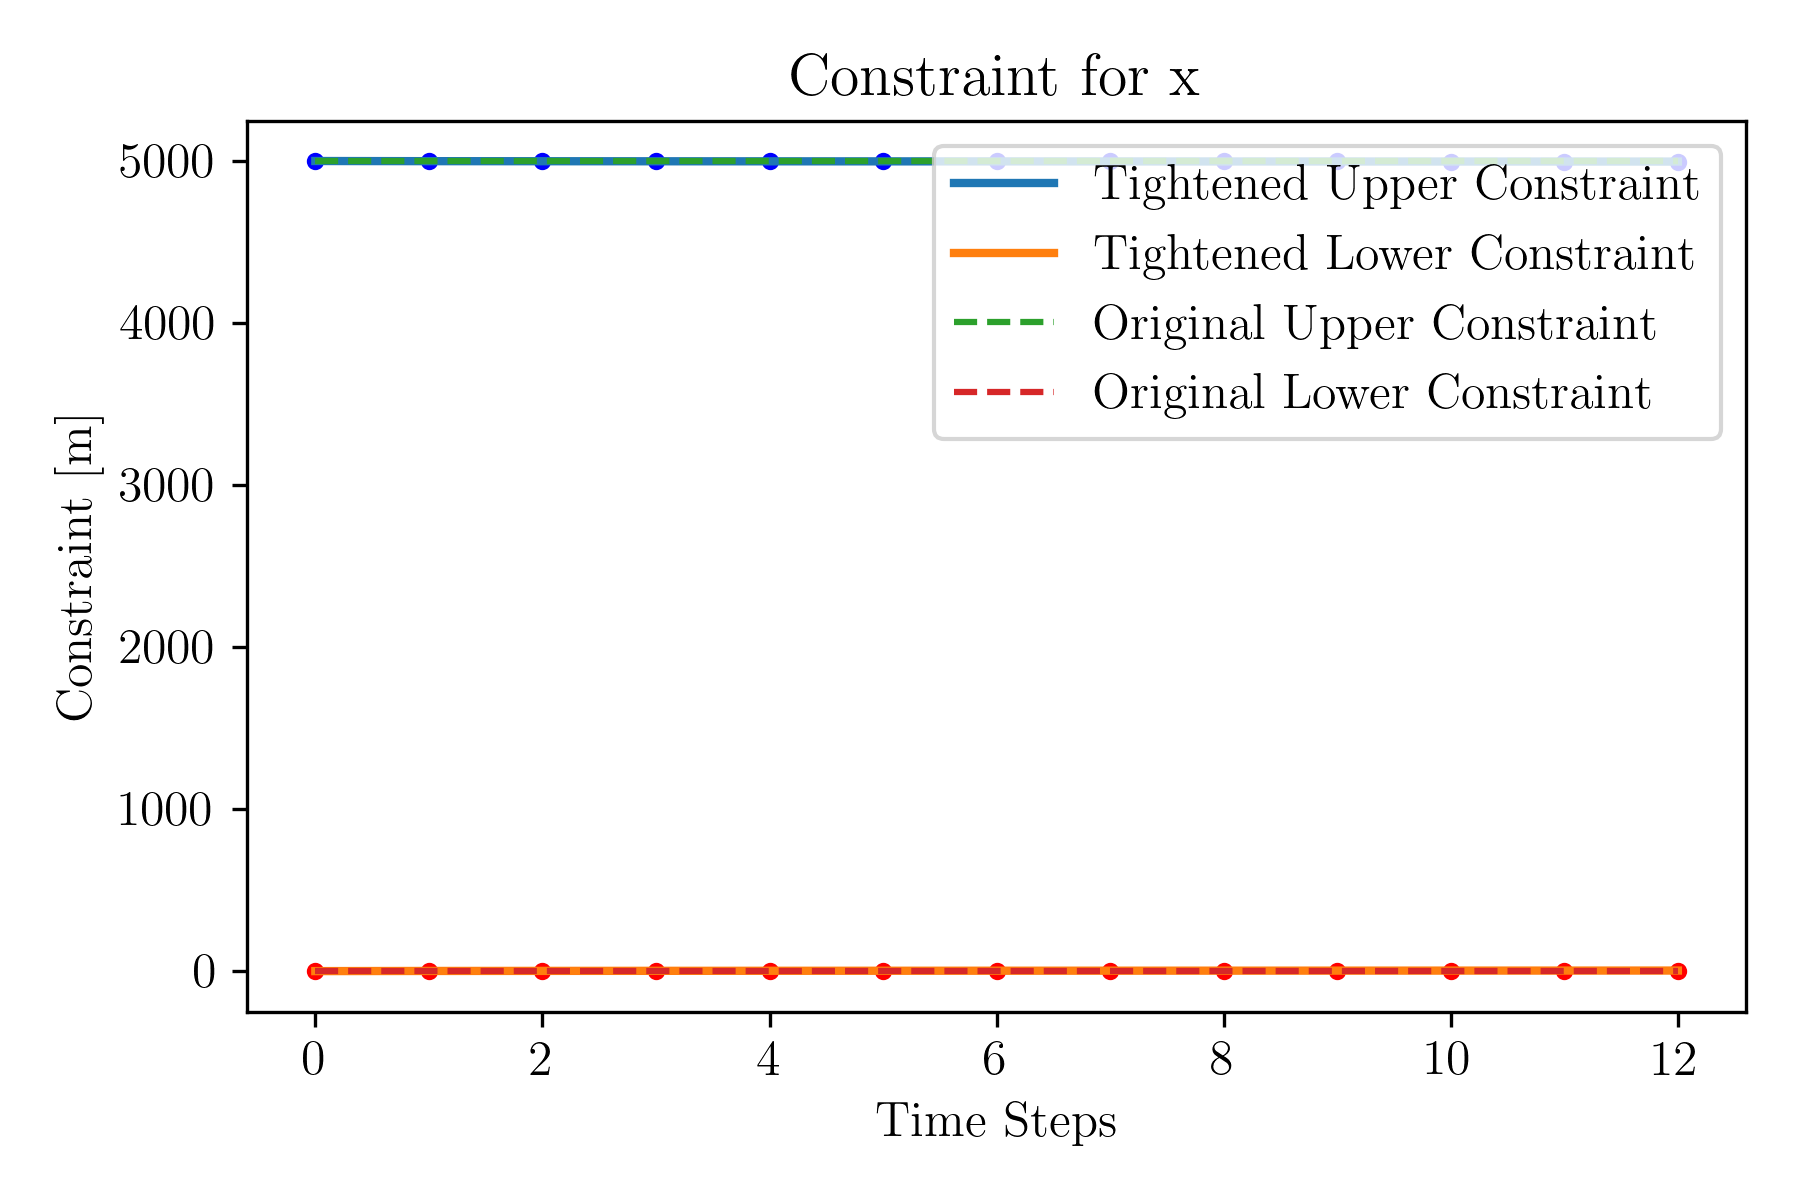 Constraint for x
5000
4000
3000
2000
1000
0
Constraint [m]
Tightened Upper Constraint
Tightened Lower Constraint
Original Upper Constraint
Original Lower Constraint
0 2 4 6 8 10 12
Time Steps